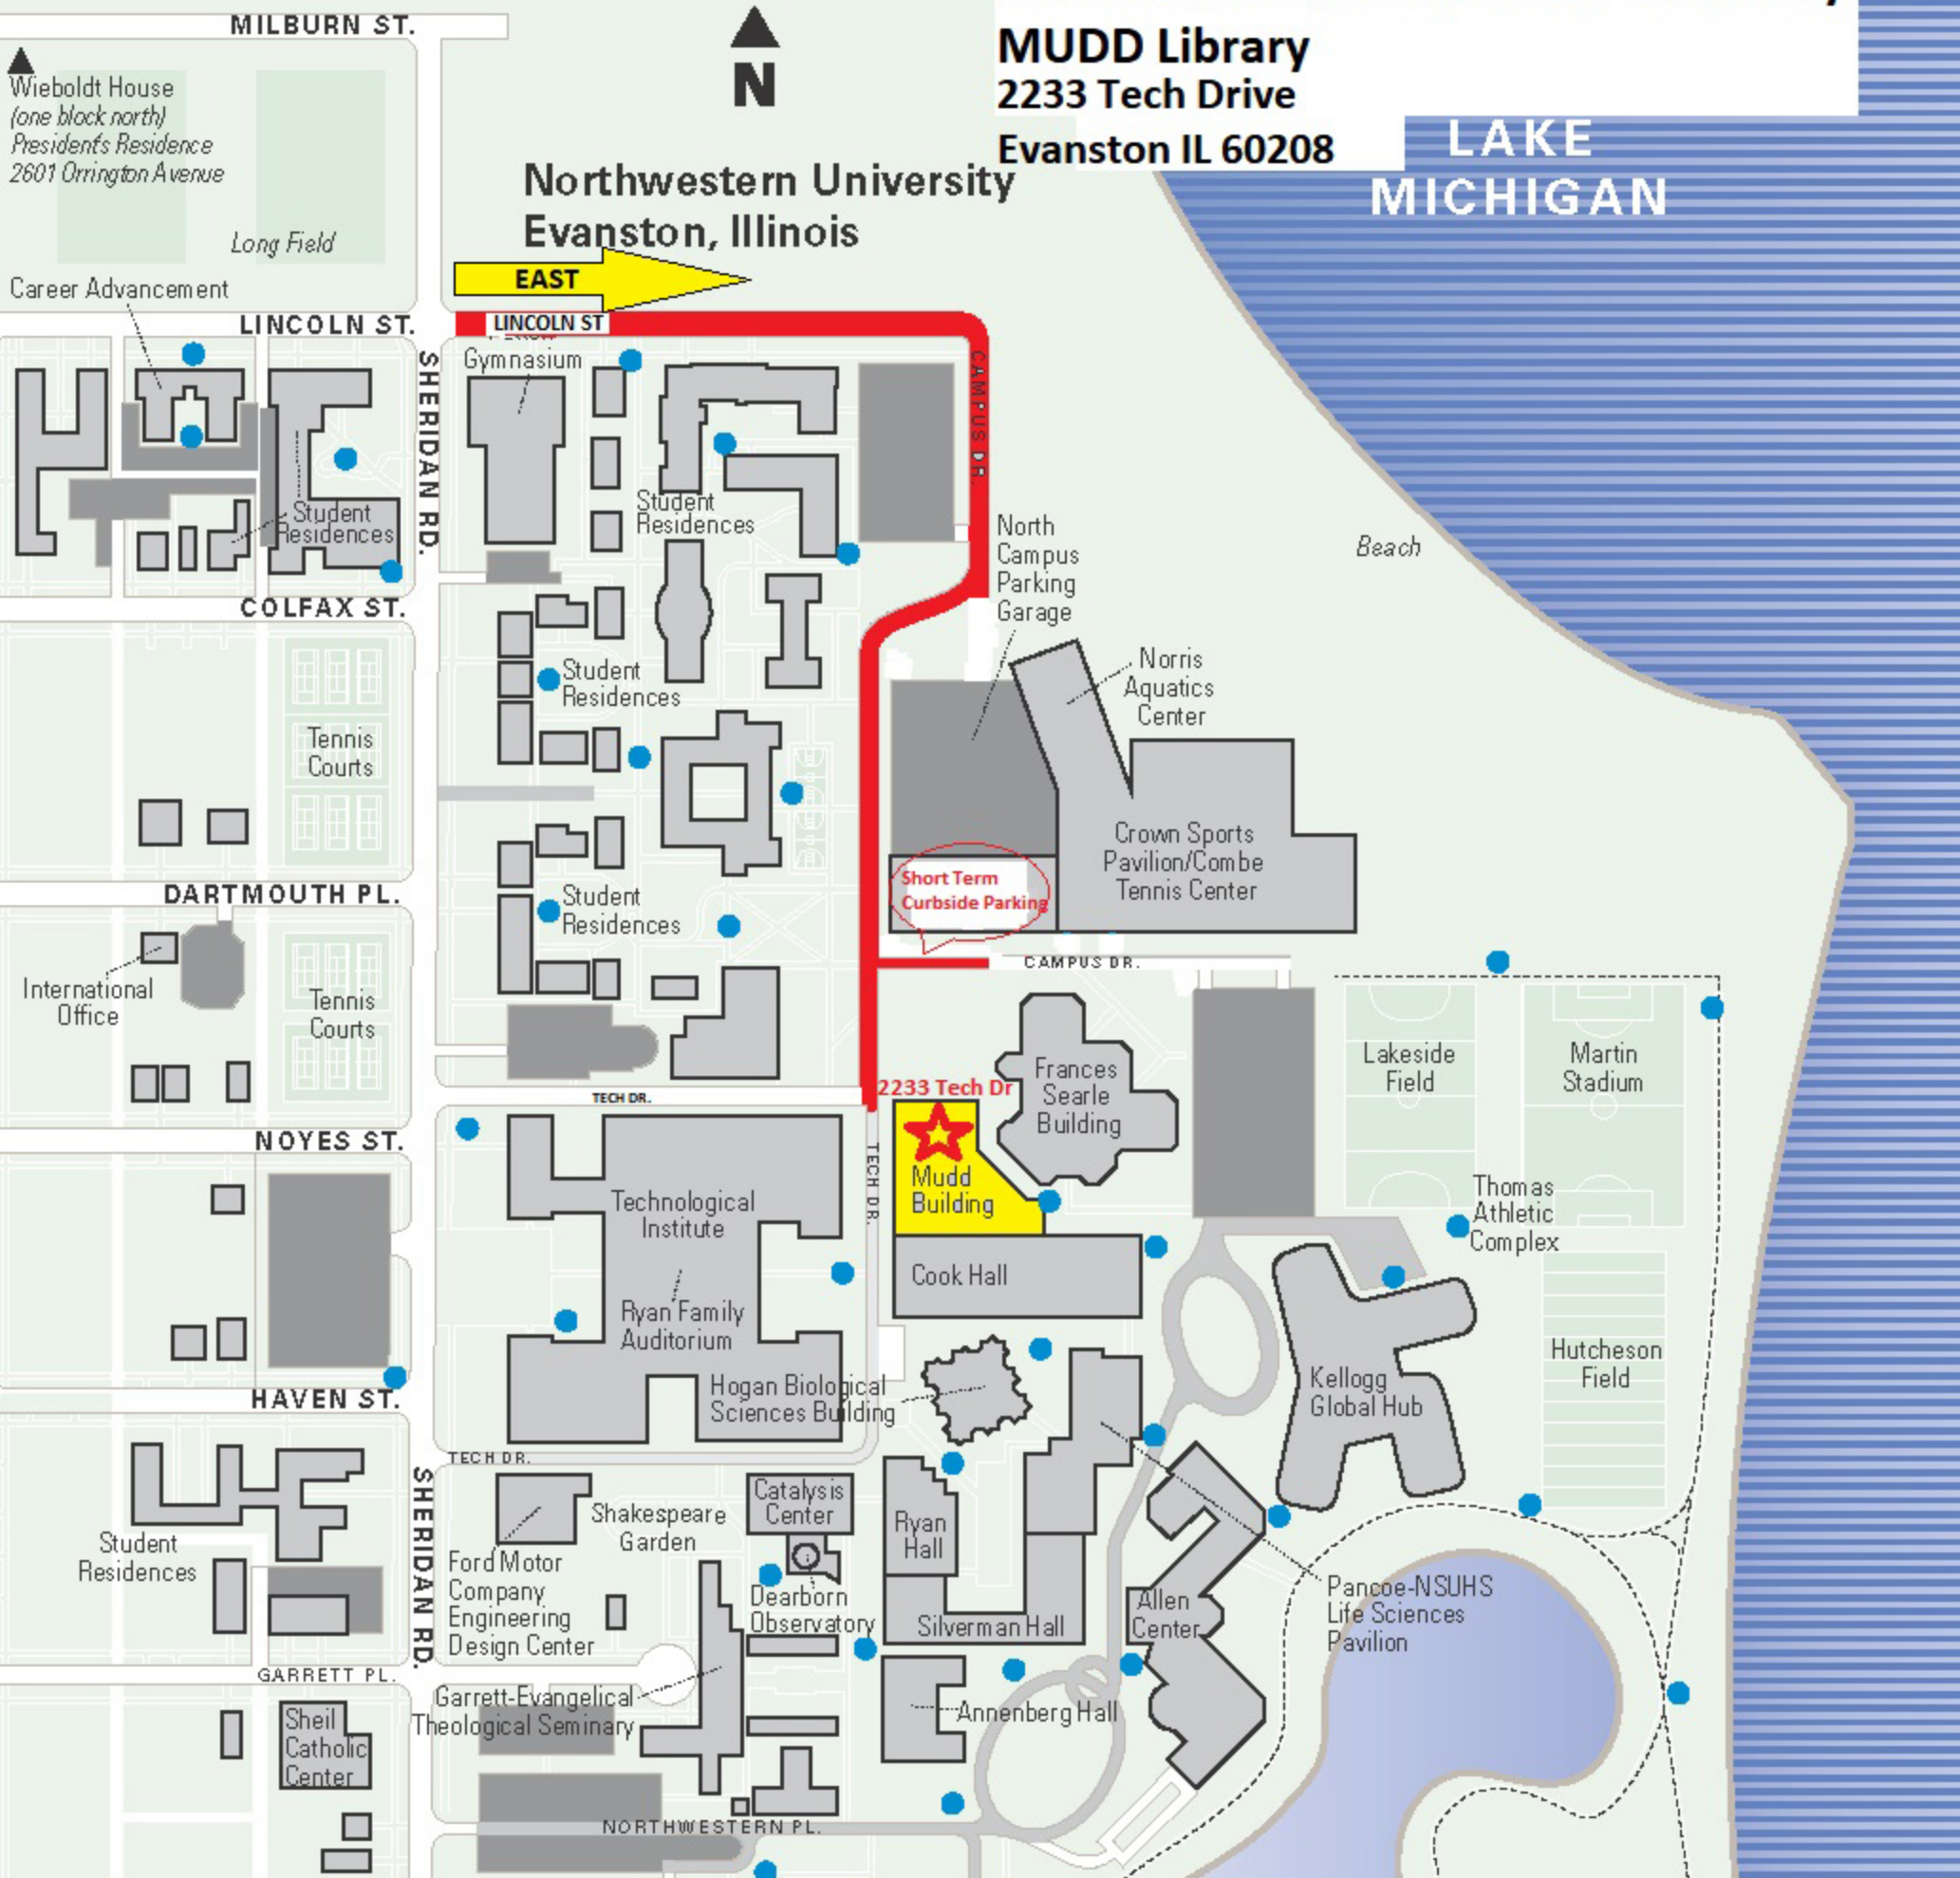 MILBURN ST.
N
MUDD Library
2233 Tech Drive
Evanston IL 60208
LAKE
MICHIGAN
Wieboldt House
(one block north)
President's Residence
2601 Orrington Avenue
Long Field
Northwestern University
Evanston, Illinois
EAST
Career Advancement
LINCOLN ST.
LINCOLN ST
SHERIDAN RD.
Gymnasium
CAMPUS DR.
Student
Residences
Student
Residences
North
Campus
Parking
Garage
Beach
COLFAX ST.
Student
Residences
Norris
Aquatics
Center
Tennis
Courts
Crown Sports
Pavilion/Combe
Tennis Center
Short Term
Curbside Parking
DARTMOUTH PL.
Student
Residences
CAMPUS DR.
International
Office
Tennis
Courts
Lakeside
Field
Martin
Stadium
Frances
Searle
Building
TECH DR.
2233 Tech Dr
NOYES ST.
TECH DR.
Mudd
Building
Technological
Institute
Thomas
Athletic
Complex
Cook Hall
Ryan Family
Auditorium
Hutcheson
Field
Hogan Biological
Sciences Building
Kellogg
Global Hub
HAVEN ST.
TECH DR.
SHERIDAN RD.
Student
Residences
Shakespeare
Garden
Catalysis
Center
Ryan
Hall
Ford Motor
Company
Engineering
Design Center
Dearborn
Observatory
Silverman Hall
Allen
Center
Pancoe-NSUHS
Life Sciences
Pavilion
GARRETT PL.
Garrett-Evangelical
Theological Seminary
Annenberg Hall
Sheil
Catholic
Center
NORTHWESTERN PL.